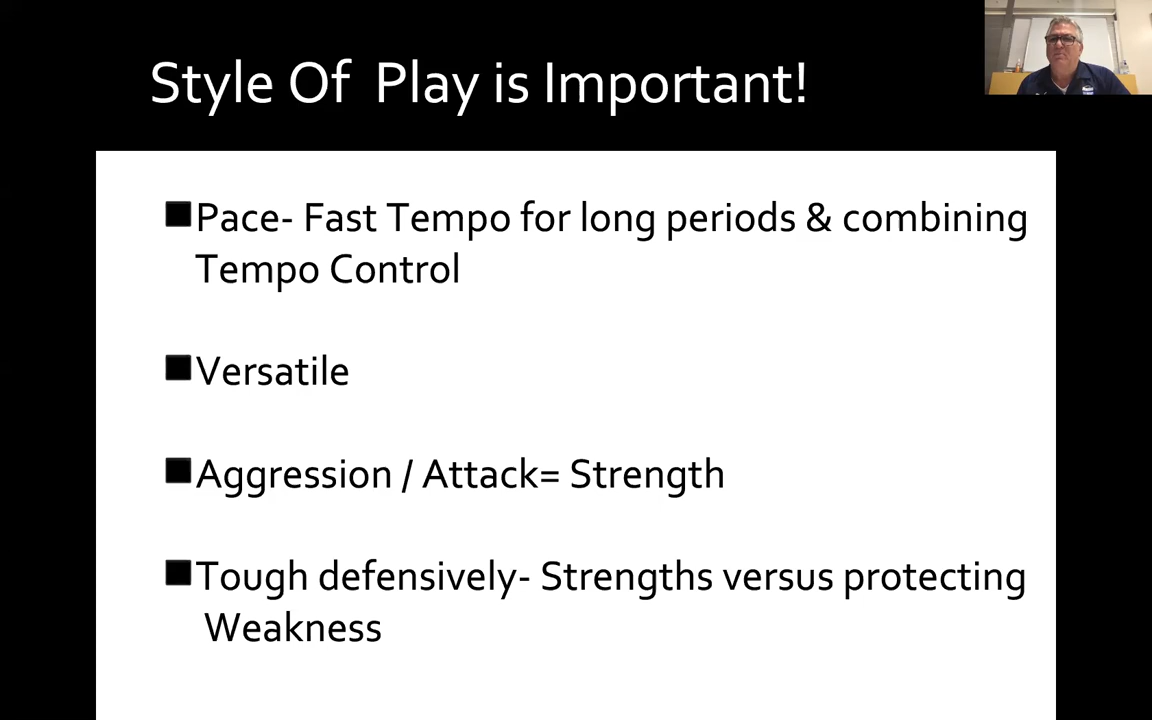 Style Of Play is Important!
Pace- Fast Tempo for long periods & combining
Tempo Control
Versatile
Aggression / Attack= Strength
Tough defensively- Strengths versus protecting
Weakness